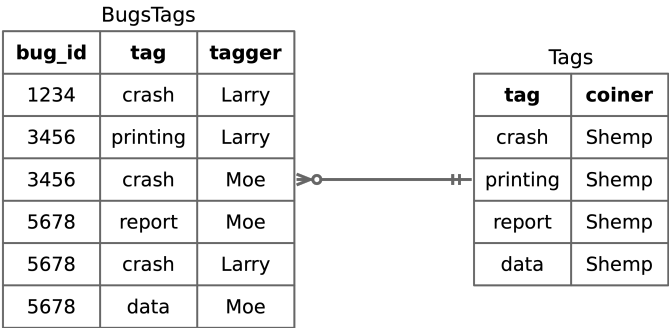 BugsTags
bug_id tag tagger
1234 crash Larry
3456 printing Larry
3456 crash Moe
5678 report Moe
5678 crash Larry
5678 data Moe
Tags
tag coiner
crash Shemp
printing Shemp
report Shemp
data Shemp